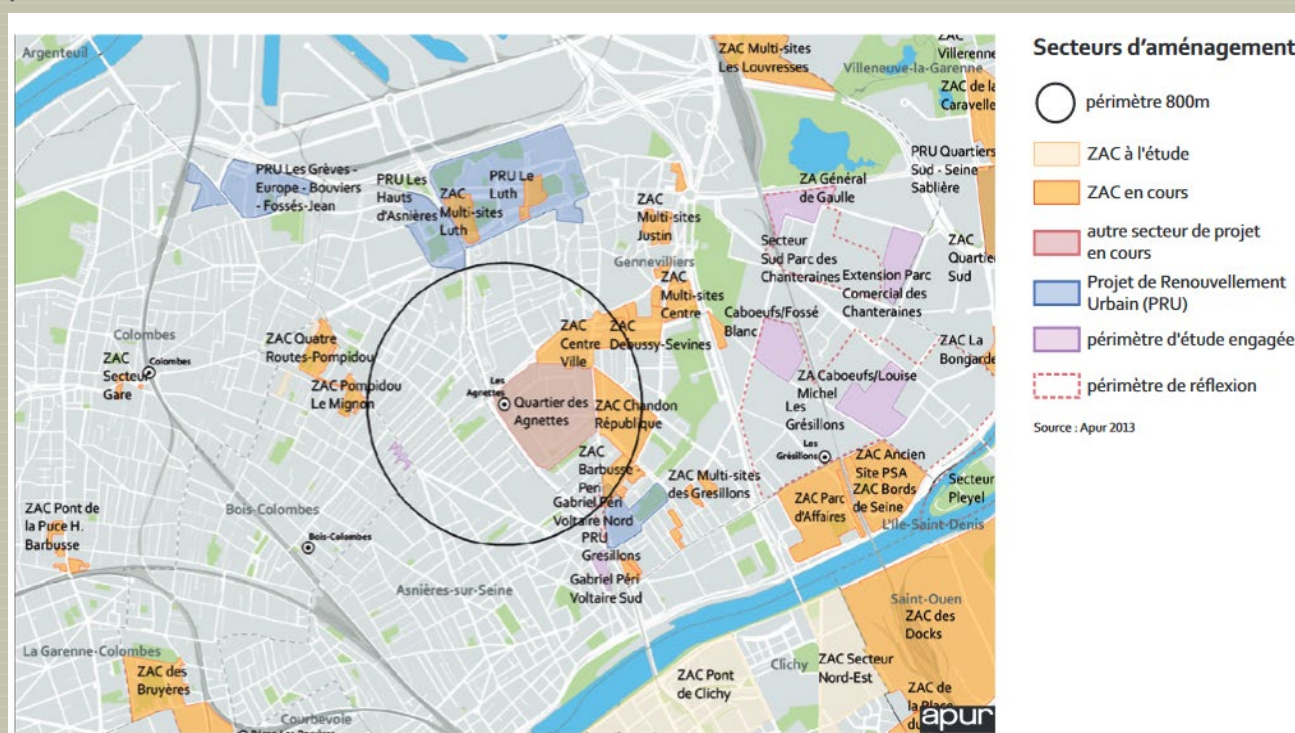 Argenteuil
ZAC Multi-sites
Les Louvresses
ZAC
Villerenne
Villeneuve-la-Garenne
ZAC de la
Caravelle
PRU Les Grèves -
Europe - Bouviers
- Fossés-Jean
PRU Les
Hauts
d'Asnières
ZAC
Multi-sites
Luth
PRU Le
Luth
ZAC
Multi-sites
Justin
ZA Général
de Gaulle
PRU Quartiers
Sud - Seine
Sablière
Gennevilliers
Secteur
Sud Parc des
Chanteraines
ZAC
Quartie
Sud
Extension Parc
Comercial des
Chanteraines
ZAC
Multi-sites
Centre
Caboeufs/Fossé
Blanc
Colombes
ZAC
Secteur
Gare
Colombes
ZAC Quatre
Routes-Pompidou
ZAC Pompidou
Le Mignon
ZAC
Centre
Ville
ZAC
Debussy-Sevines
ZAC La
Bongarde
ZA Caboeufs/Louise
Michel
Les
Agnettes
Quartier des
Agnettes
ZAC Chandon
République
Les
Grésillons
Les
Grésillons
ZAC
Barbusse -
Peri
ZAC Multi-sites
des Gresillons
ZAC Ancien
Site PSA
ZAC Parc
d'Affaires
ZAC Bords
de Seine
Secteur
Pleyel
L'Ile-Saint-Denis
ZAC Pont de
la Puce H.
Barbusse
Bois-Colombes
Bois-Colombes
Gabriel Péri
Voltaire Nord
PRU
Gresillons
Gabriel Péri
Voltaire Sud
Asnières-sur-Seine
Saint-Ouen
ZAC des
Docks
La Garenne-Colombes
ZAC des
Bruyères
Courbevoie
ZAC Pont
de Clichy
Clichy
ZAC Secteur
Nord-Est
ZAC de
la Place
du
apur
Secteurs d'aménagement
périmètre 800m
ZAC à l'étude
ZAC en cours
autre secteur de projet
en cours
Projet de Renouvellement
Urbain (PRU)
périmètre d'étude engagée
périmètre de réflexion
Source : Apur 2013